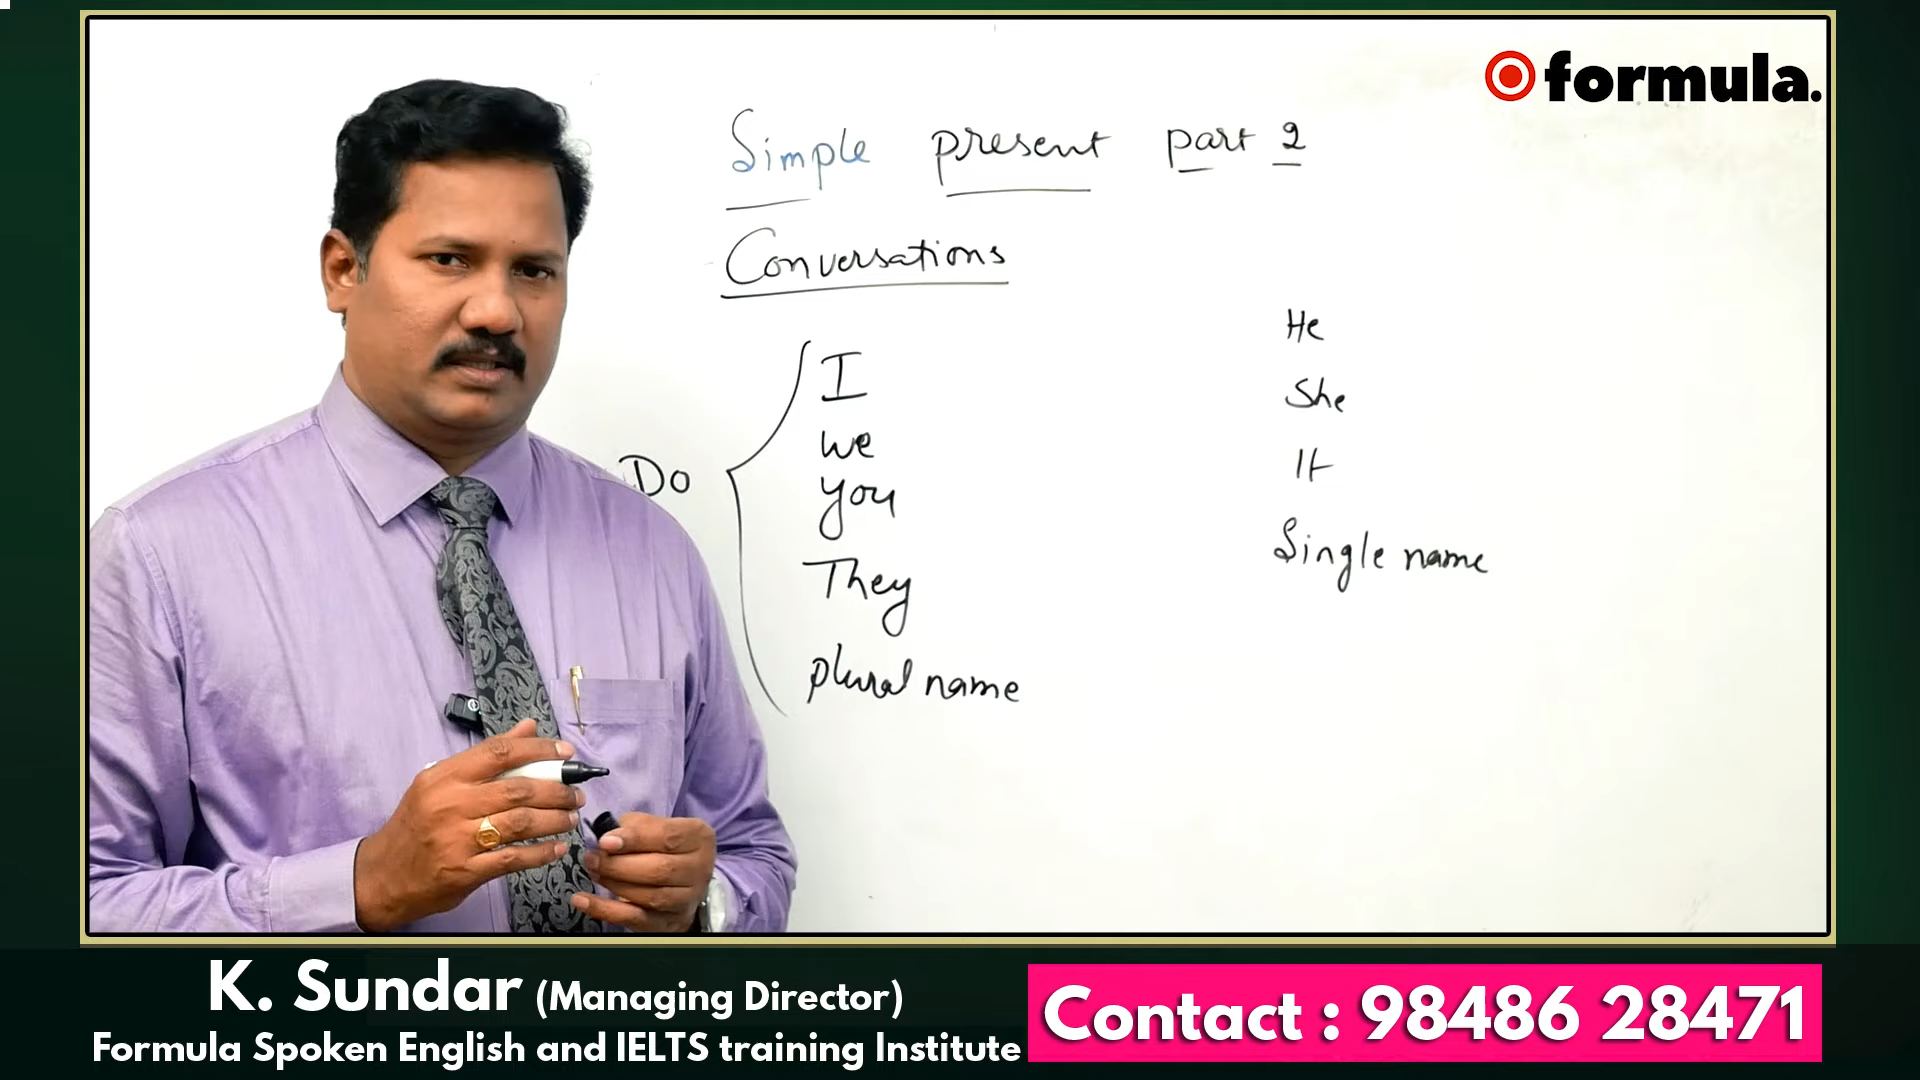 formula.
Simple present part 2
Conversations
Do
I
we
you
They
plural name
He
She
It
Single name
K. Sundar (Managing Director)
Formula Spoken English and IELTS training Institute
Contact : 98486 28471